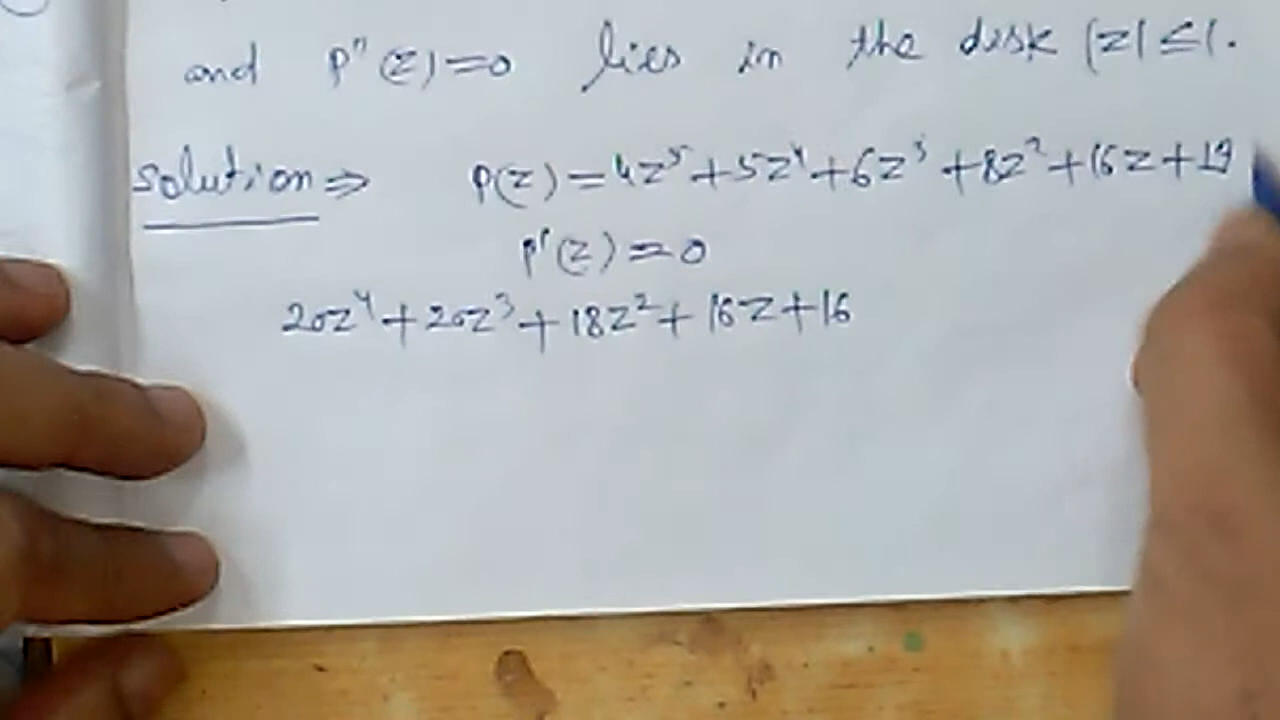 and P"(z)=0 lies in the disk |z|≤1.
solution ⇒ P(z)=4z⁵+5z⁴+6z³+8z²+16z+19
P'(z)=0
20z⁴+20z³+18z²+16z+16